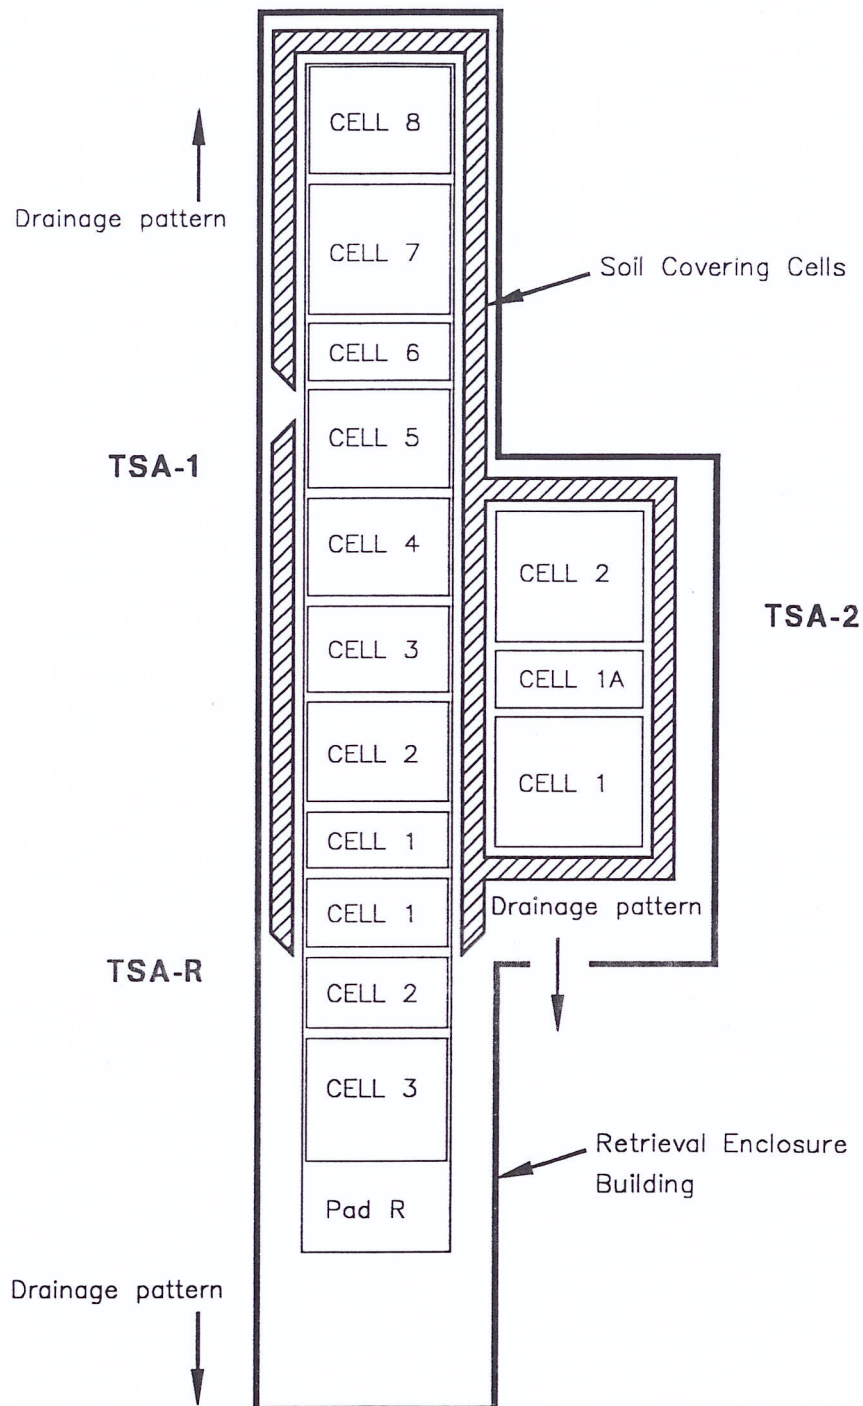 CELL 8
Drainage pattern
CELL 7
Soil Covering Cells
CELL 6
CELL 5
TSA-1
CELL 4
CELL 2
TSA-2
CELL 3
CELL 1A
CELL 2
CELL 1
CELL 1
CELL 1
Drainage pattern
TSA-R
CELL 2
CELL 3
Retrieval Enclosure
Building
Pad R
Drainage pattern